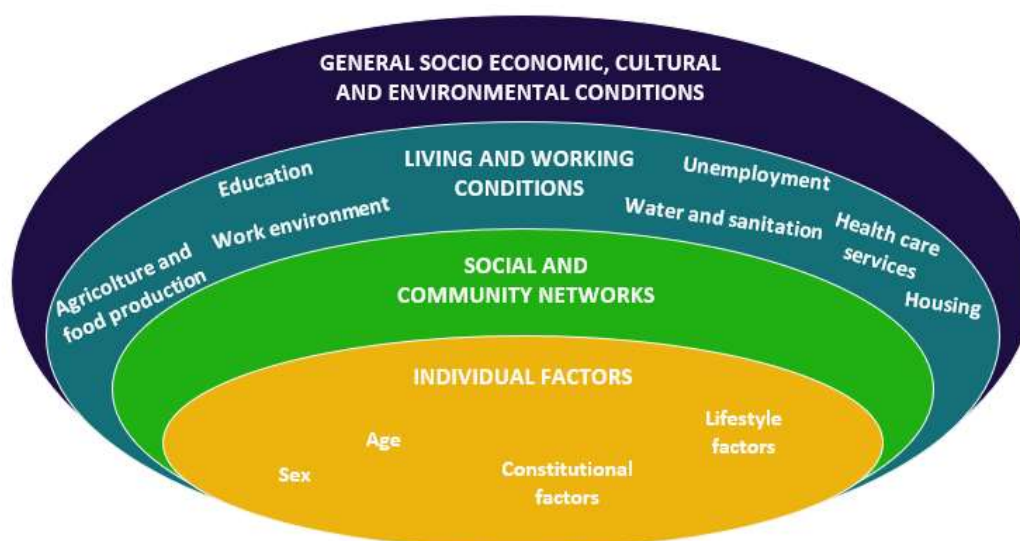 GENERAL SOCIO ECONOMIC, CULTURAL
AND ENVIRONMENTAL CONDITIONS
LIVING AND WORKING
CONDITIONS
Education
Work environment
Agricolture and
food production
Unemployment
Water and sanitation
Health care
services
Housing
SOCIAL AND
COMMUNITY NETWORKS
INDIVIDUAL FACTORS
Sex
Age
Constitutional
factors
Lifestyle
factors